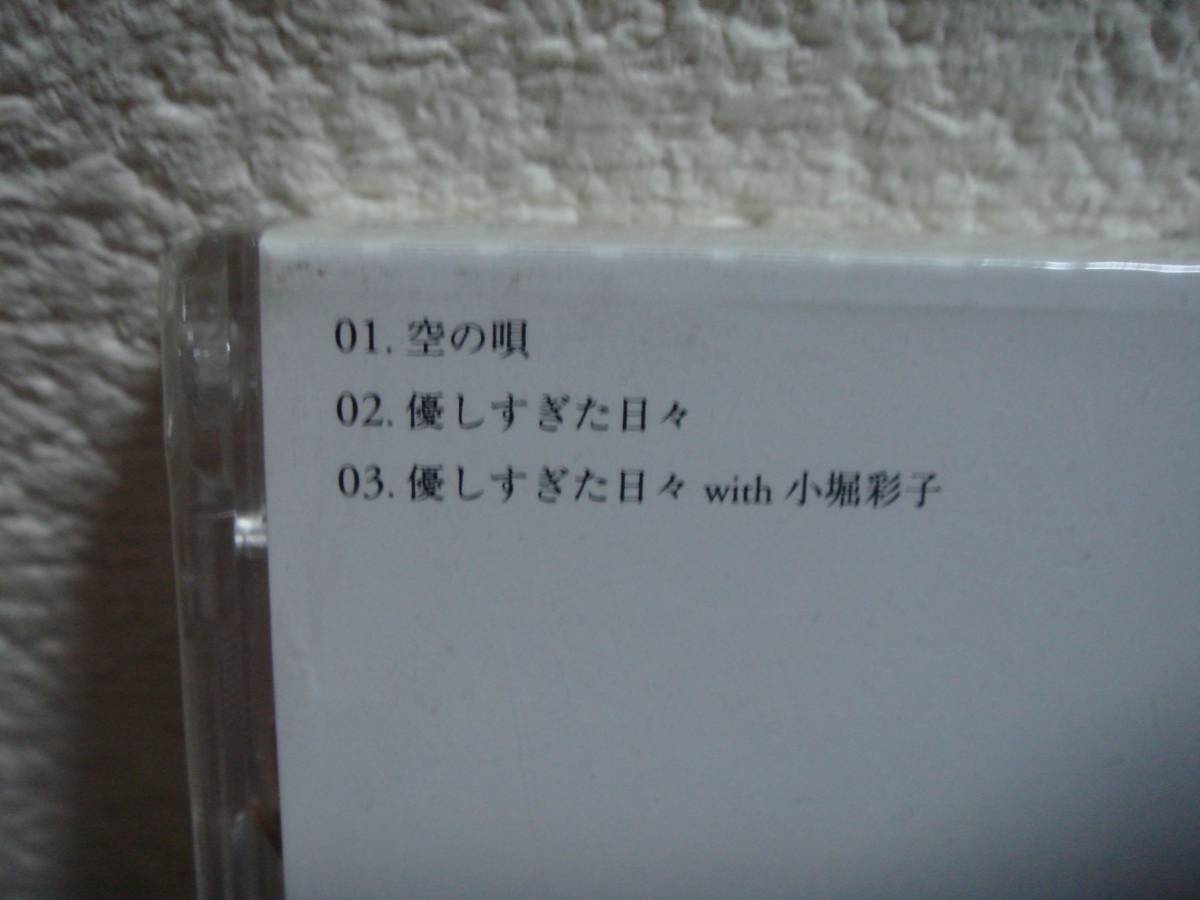 01. 空の唄
02. 優しすぎた日々
03. 優しすぎた日々 with 小堀彩子